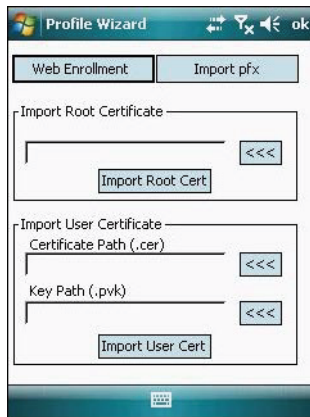 Profile Wizard ok
Web Enrollment Import pfx
Import Root Certificate
<<<
Import Root Cert
Import User Certificate
Certificate Path (.cer)
<<<
Key Path (.pvk)
<<<
Import User Cert